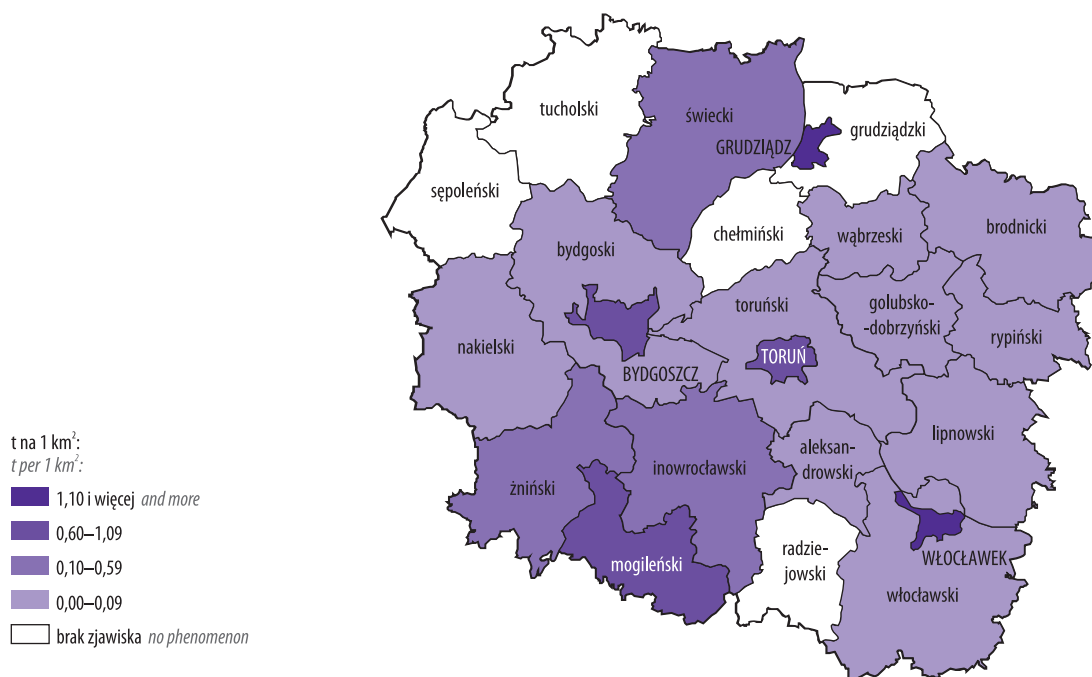 tucholski
świecki
GRUDZIĄDZ
grudziądzki
sępoleński
chełmiński
wąbrzeski
brodnicki
bydgoski
toruński
golubsko-
-dobrzyński
rypiński
nakielski
BYDGOSZCZ
TORUŃ
lipnowski
aleksan-
drowski
inowrocławski
żniński
mogileński
radzie-
jowski
WŁOCŁAWEK
włocławski
t na 1 km²:
t per 1 km²:
1,10 i więcej and more
0,60–1,09
0,10–0,59
0,00–0,09
brak zjawiska no phenomenon